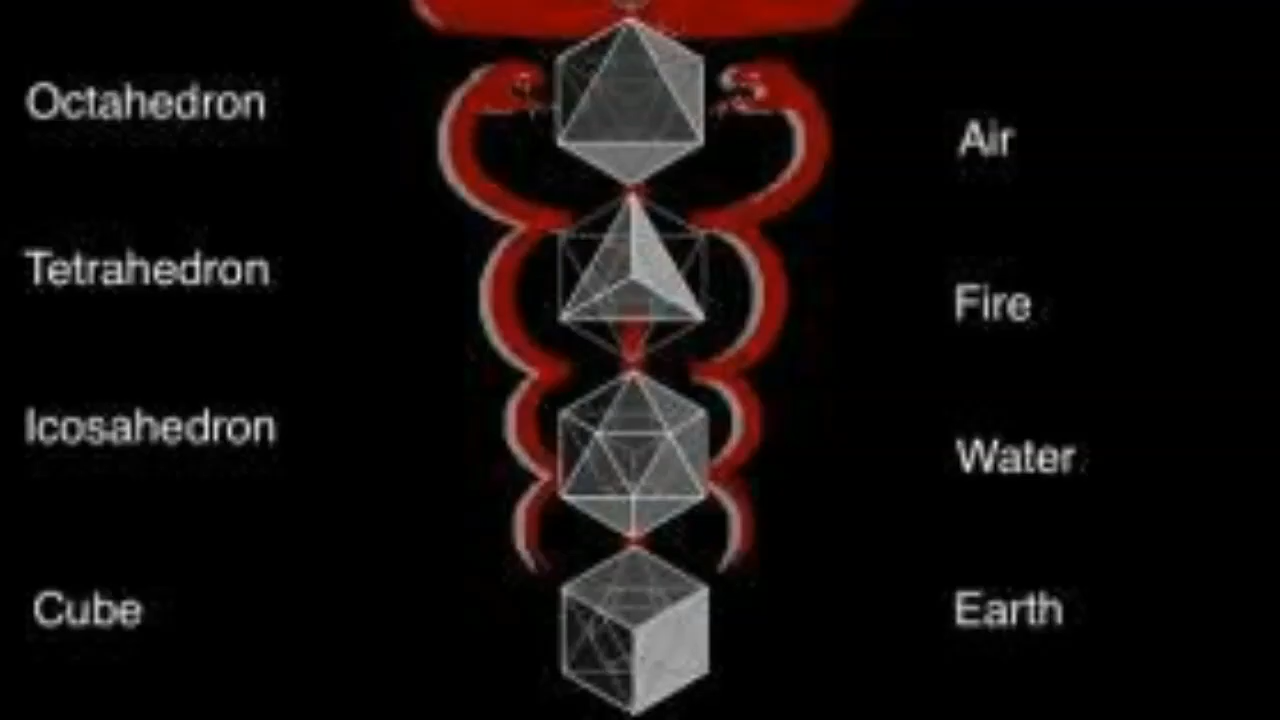 Octahedron
Air
Tetrahedron
Fire
Icosahedron
Water
Cube
Earth